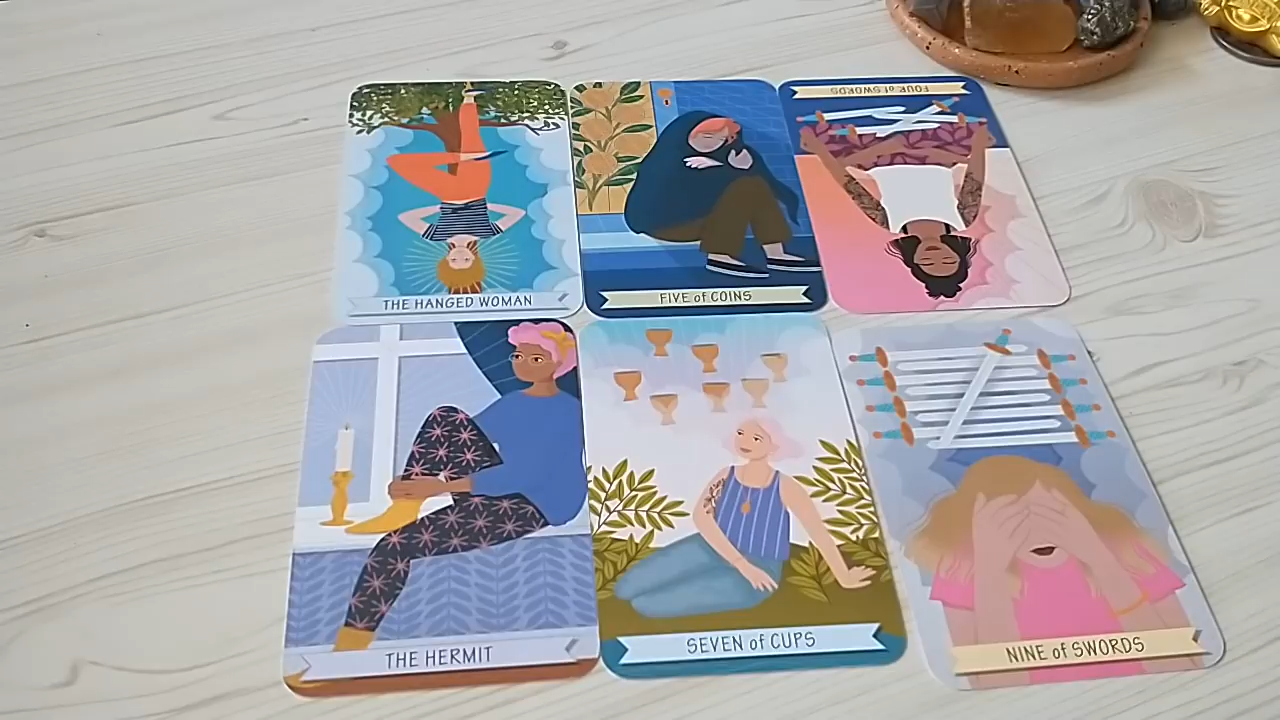 THE HANGED WOMAN
FIVE of COINS
FOUR of SWORDS
THE HERMIT
SEVEN of CUPS
NINE of SWORDS